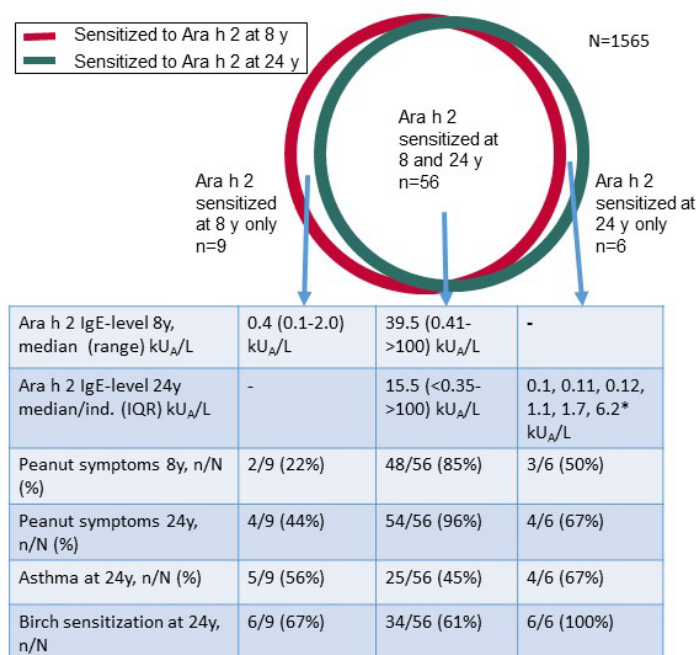 Sensitized to Ara h 2 at 8 y
Sensitized to Ara h 2 at 24 y
N=1565
Ara h 2
sensitized at
8 and 24 y
n=56
Ara h 2
sensitized
at 8 y only
n=9
Ara h 2
sensitized at
24 y only
n=6
Ara h 2 IgE-level 8y,
median (range) kUA/L
0.4 (0.1-2.0)
kUA/L
39.5 (0.41-
>100) kUA/L
-
Ara h 2 IgE-level 24y
median/ind. (IQR) kUA/L
-
15.5 (<0.35-
>100) kUA/L
0.1, 0.11, 0.12,
1.1, 1.7, 6.2*
kUA/L
Peanut symptoms 8y, n/N
(%)
2/9 (22%)
48/56 (85%)
3/6 (50%)
Peanut symptoms 24y,
n/N (%)
4/9 (44%)
54/56 (96%)
4/6 (67%)
Asthma at 24y, n/N (%)
5/9 (56%)
25/56 (45%)
4/6 (67%)
Birch sensitization at 24y,
n/N
6/9 (67%)
34/56 (61%)
6/6 (100%)